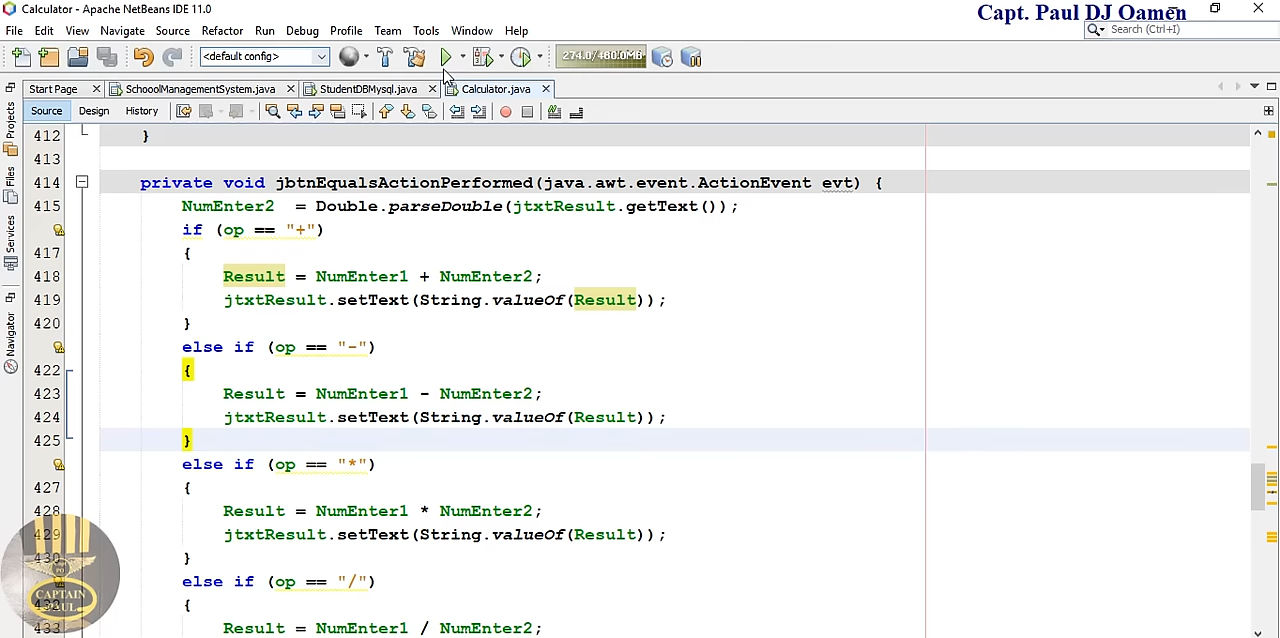 Calculator - Apache NetBeans IDE 11.0
Capt. Paul DJ Oamen
File Edit View Navigate Source Refactor Run Debug Profile Team Tools Window Help
Search (Ctrl+I)
<default config>
274.0/480.0MB
Start Page SchoolManagementSystem.java StudentDBMysql.java Calculator.java
Source Design History
Projects
Files
Services
Navigator
412 }
413
414 private void jbtnEqualsActionPerformed(java.awt.event.ActionEvent evt) {
415 NumEnter2 = Double.parseDouble(jtxtResult.getText());
if (op == "+")
417 {
418 Result = NumEnter1 + NumEnter2;
419 jtxtResult.setText(String.valueOf(Result));
420 }
else if (op == "-")
422 {
423 Result = NumEnter1 - NumEnter2;
424 jtxtResult.setText(String.valueOf(Result));
425 }
else if (op == "*")
427 {
428 Result = NumEnter1 * NumEnter2;
429 jtxtResult.setText(String.valueOf(Result));
430 }
else if (op == "/")
432 {
433 Result = NumEnter1 / NumEnter2;
CAPTAIN
PAUL